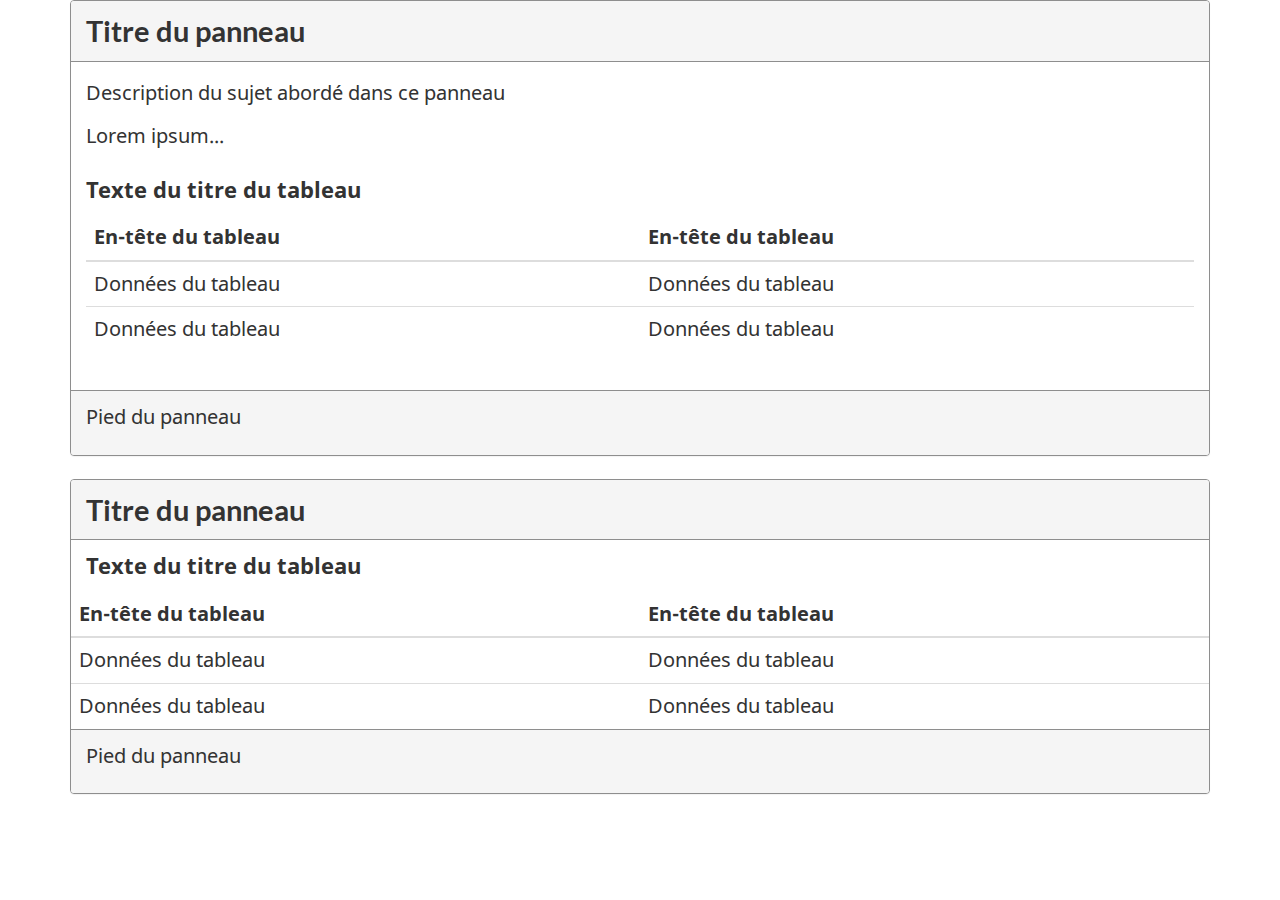 Titre du panneau
Description du sujet abordé dans ce panneau
Lorem ipsum...
Texte du titre du tableau
En-tête du tableau En-tête du tableau
Données du tableau Données du tableau
Données du tableau Données du tableau
Pied du panneau
Titre du panneau
Texte du titre du tableau
En-tête du tableau En-tête du tableau
Données du tableau Données du tableau
Données du tableau Données du tableau
Pied du panneau